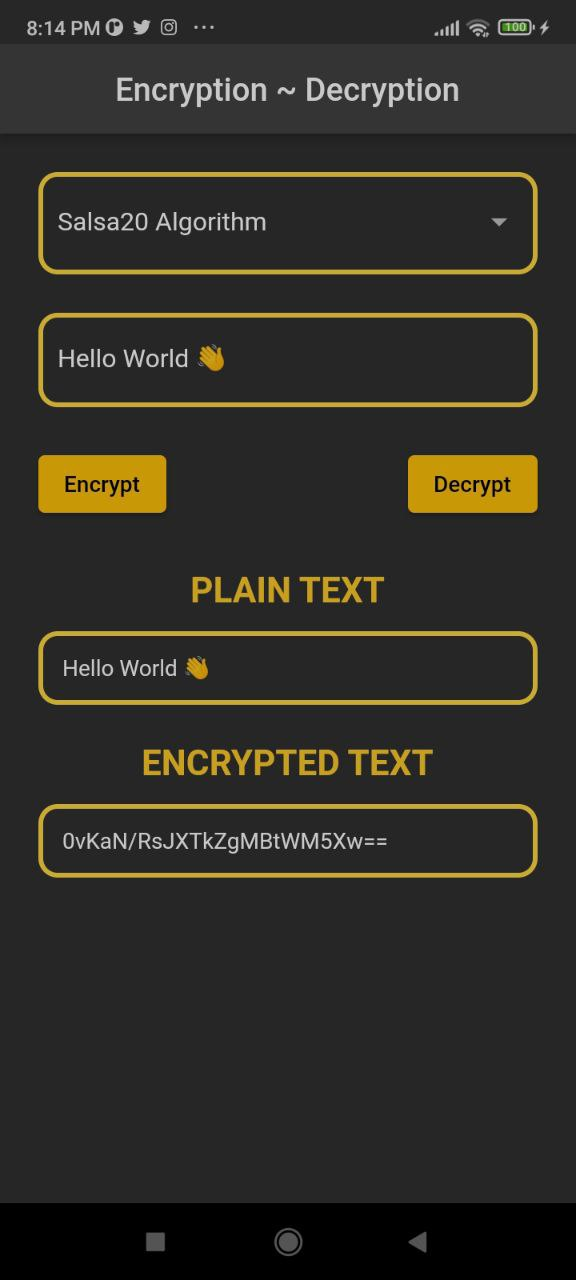 8:14 PM
100
Encryption ~ Decryption
Salsa20 Algorithm
Hello World 👋
Encrypt
Decrypt
PLAIN TEXT
Hello World 👋
ENCRYPTED TEXT
0vKaN/RsJXTkZgMBtWM5Xw==